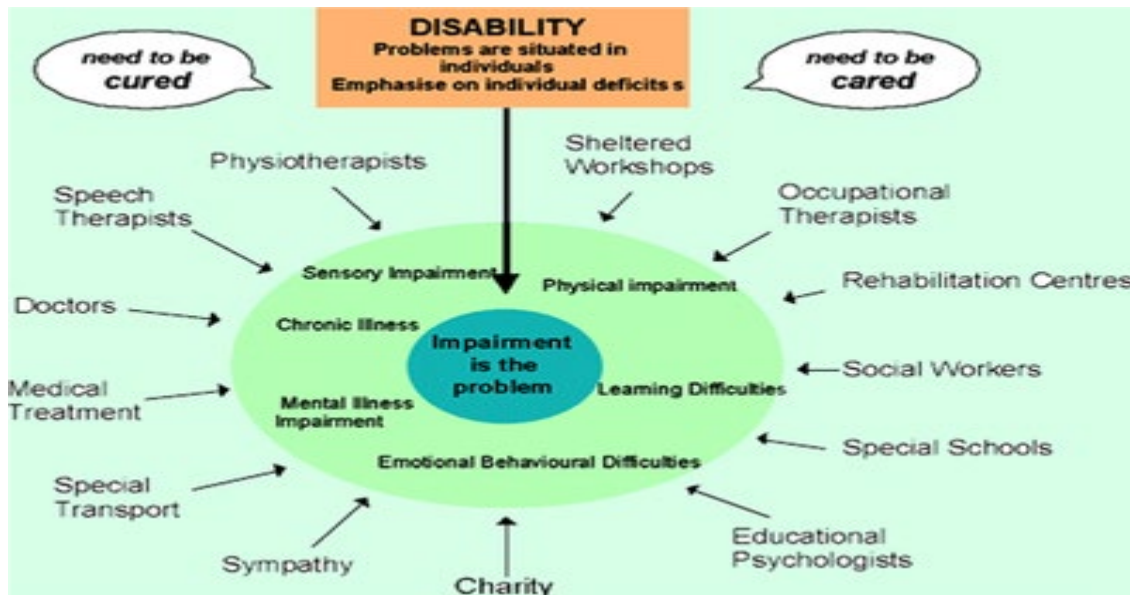 DISABILITY
Problems are situated in
individuals
Emphasise on individual deficits s
need to be
cured
need to be
cared
Physiotherapists
Sheltered
Workshops
Speech
Therapists
Occupational
Therapists
Sensory Impairment
Physical impairment
Rehabilitation Centres
Doctors
Chronic Illness
Impairment
is the
problem
Social Workers
Medical
Treatment
Mental Illness
Impairment
Learning Difficulties
Special Schools
Emotional Behavioural Difficulties
Special
Transport
Sympathy
Charity
Educational
Psychologists